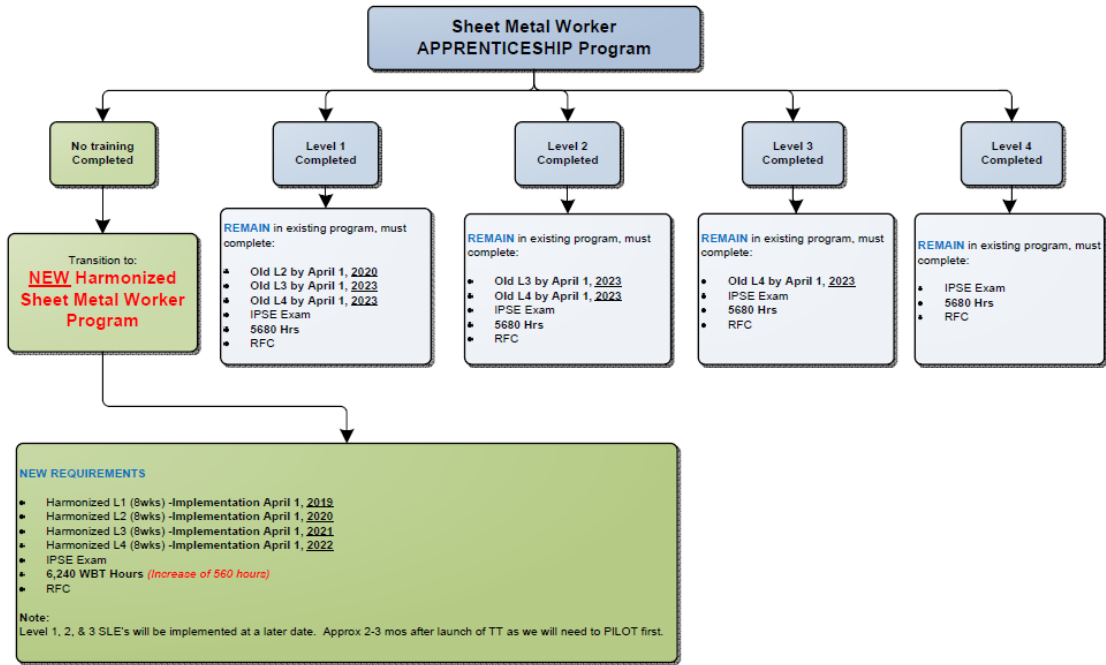 Sheet Metal Worker
APPRENTICESHIP Program
No training
Completed
Level 1
Completed
Level 2
Completed
Level 3
Completed
Level 4
Completed
Transition to:
NEW Harmonized
Sheet Metal Worker
Program
REMAIN in existing program, must
complete:
Old L2 by April 1, 2020
Old L3 by April 1, 2023
Old L4 by April 1, 2023
IPSE Exam
5680 Hrs
RFC
REMAIN in existing program, must
complete:
Old L3 by April 1, 2023
Old L4 by April 1, 2023
IPSE Exam
5680 Hrs
RFC
REMAIN in existing program, must
complete:
Old L4 by April 1, 2023
IPSE Exam
5680 Hrs
RFC
REMAIN in existing program, must
complete:
IPSE Exam
5680 Hrs
RFC
NEW REQUIREMENTS
Harmonized L1 (8wks) -Implementation April 1, 2019
Harmonized L2 (8wks) -Implementation April 1, 2020
Harmonized L3 (8wks) -Implementation April 1, 2021
Harmonized L4 (8wks) -Implementation April 1, 2022
IPSE Exam
6,240 WBT Hours (Increase of 560 hours)
RFC
Note:
Level 1, 2, & 3 SLE's will be implemented at a later date. Approx 2-3 mos after launch of TT as we will need to PILOT first.